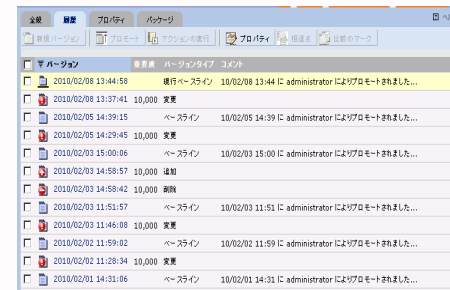 全般 履歴 プロパティ パッケージ
新規バージョン プロモート アクションの実行 プロパティ 相違点 比較のマーク
バージョン 重要値 バージョンタイプ コメント
2010/02/08 13:44:58 現行ベースライン 10/02/08 13:44 に administrator によりプロモートされました...
2010/02/08 13:37:41 10,000 変更
2010/02/05 14:39:15 ベースライン 10/02/05 14:39 に administrator によりプロモートされました...
2010/02/05 14:29:45 10,000 変更
2010/02/03 15:00:06 ベースライン 10/02/03 15:00 に administrator によりプロモートされました...
2010/02/03 14:58:57 10,000 追加
2010/02/03 14:58:42 10,000 削除
2010/02/03 11:51:57 ベースライン 10/02/03 11:51 に administrator によりプロモートされました...
2010/02/03 11:46:08 10,000 変更
2010/02/02 11:59:02 ベースライン 10/02/02 11:59 に administrator によりプロモートされました...
2010/02/02 11:28:34 10,000 変更
2010/02/01 14:31:06 ベースライン 10/02/01 14:31 に administrator によりプロモートされました...